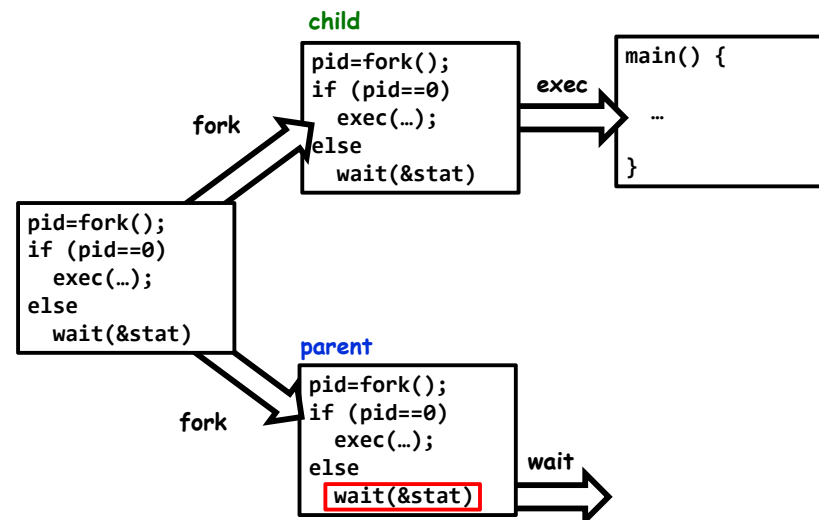 child
pid=fork();
if (pid==0)
  exec(…);
else
  wait(&stat)
exec
main() {
  …
}
fork
pid=fork();
if (pid==0)
  exec(…);
else
  wait(&stat)
fork
parent
pid=fork();
if (pid==0)
  exec(…);
else
  wait(&stat)
wait